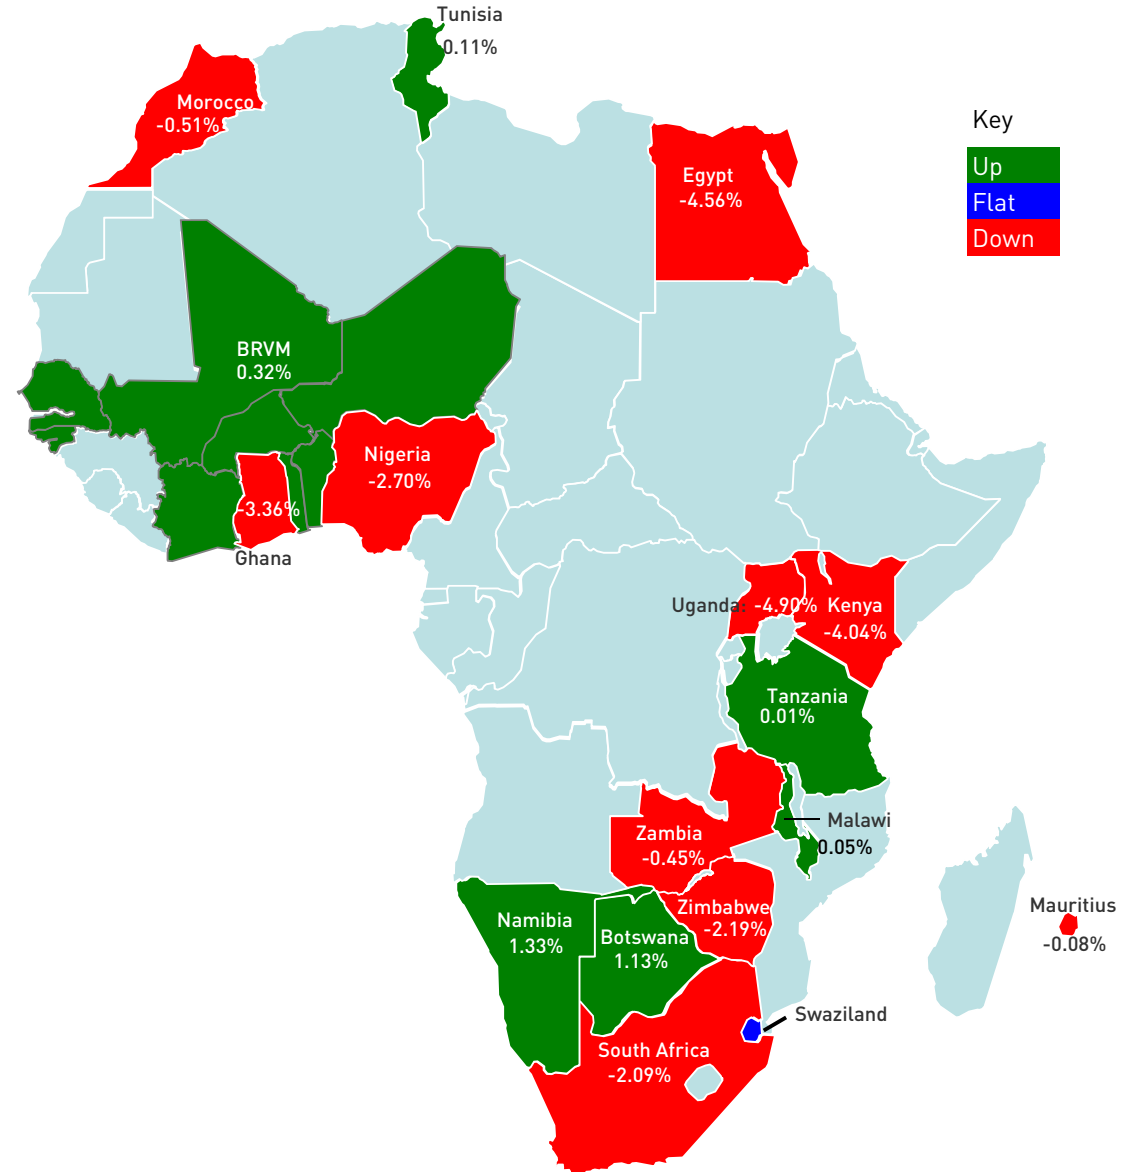 Tunisia
0.11%
Morocco
-0.51%
Key
Up
Flat
Down
Egypt
-4.56%
BRVM
0.32%
Nigeria
-2.70%
-3.36%
Ghana
Uganda: -4.90%
Kenya
-4.04%
Tanzania
0.01%
Malawi
0.05%
Zambia
-0.45%
Zimbabwe
-2.19%
Mauritius
-0.08%
Namibia
1.33%
Botswana
1.13%
Swaziland
South Africa
-2.09%